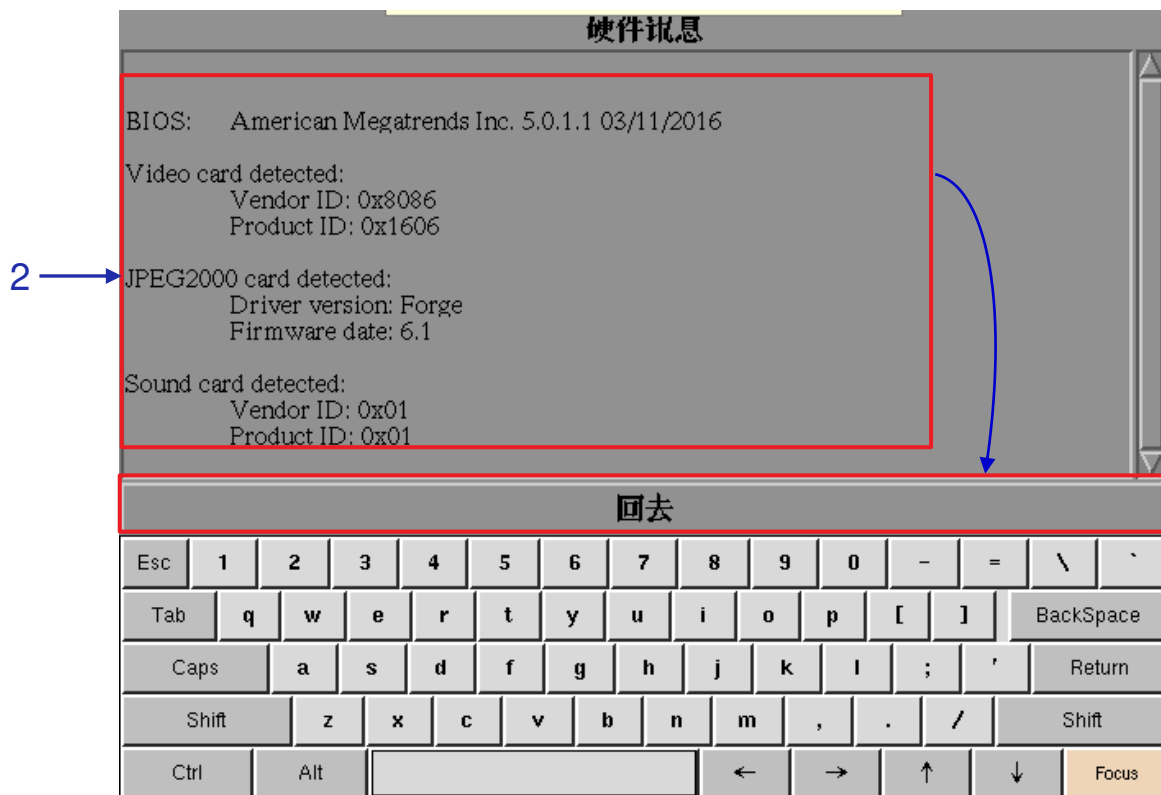 硬件讯息
BIOS: American Megatrends Inc. 5.0.1.1 03/11/2016
Video card detected:
Vendor ID: 0x8086
Product ID: 0x1606
2
JPEG2000 card detected:
Driver version: Forge
Firmware date: 6.1
Sound card detected:
Vendor ID: 0x01
Product ID: 0x01
回去
Esc 1 2 3 4 5 6 7 8 9 0 - = \ `
Tab q w e r t y u i o p [ ] BackSpace
Caps a s d f g h j k l ; ' Return
Shift z x c v b n m , . / Shift
Ctrl Alt ← → ↑ ↓ Focus